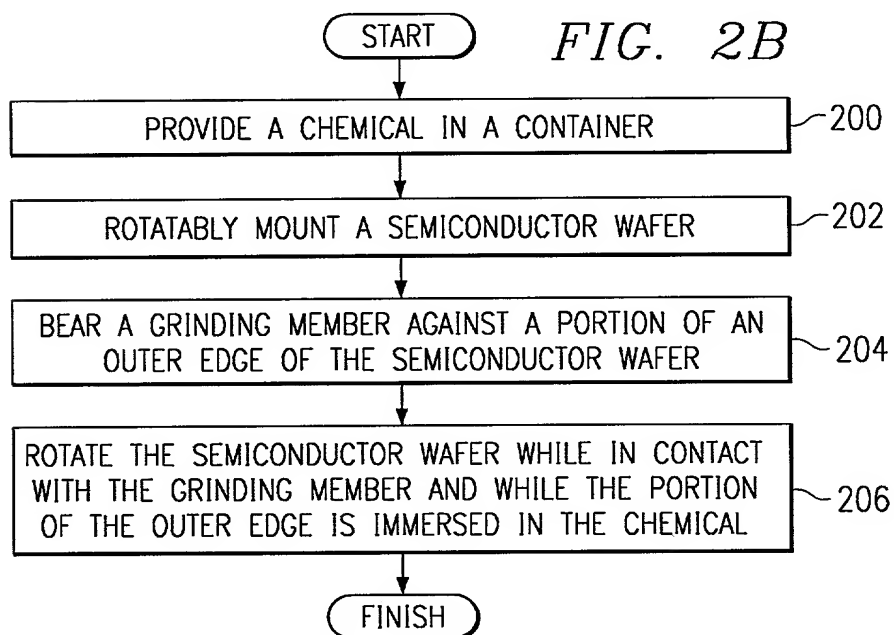 START
FIG. 2B
PROVIDE A CHEMICAL IN A CONTAINER
200
ROTATABLY MOUNT A SEMICONDUCTOR WAFER
202
BEAR A GRINDING MEMBER AGAINST A PORTION OF AN
OUTER EDGE OF THE SEMICONDUCTOR WAFER
204
ROTATE THE SEMICONDUCTOR WAFER WHILE IN CONTACT
WITH THE GRINDING MEMBER AND WHILE THE PORTION
OF THE OUTER EDGE IS IMMERSED IN THE CHEMICAL
206
FINISH